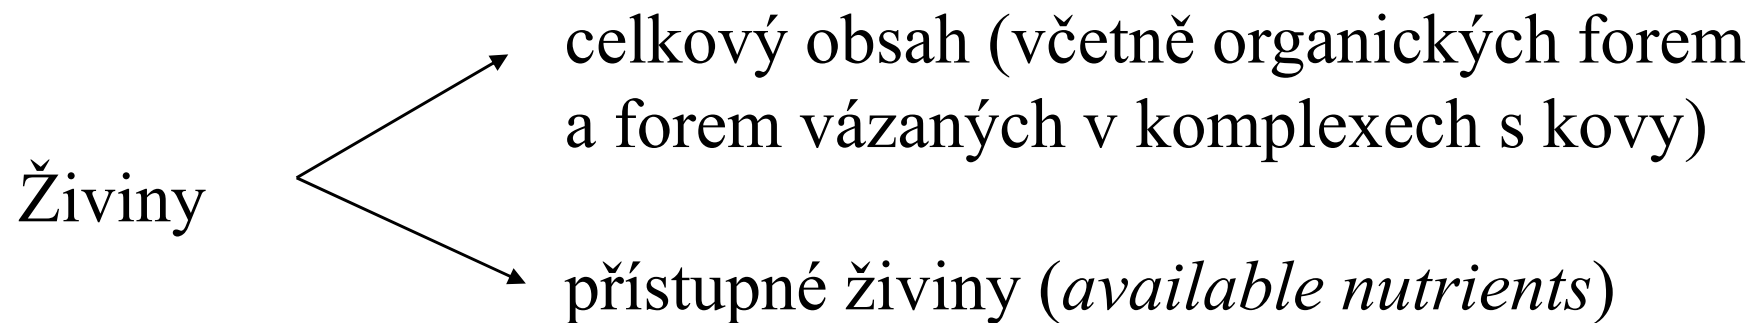 celkový obsah (včetně organických forem
a forem vázaných v komplexech s kovy)
Živiny
přístupné živiny (available nutrients)